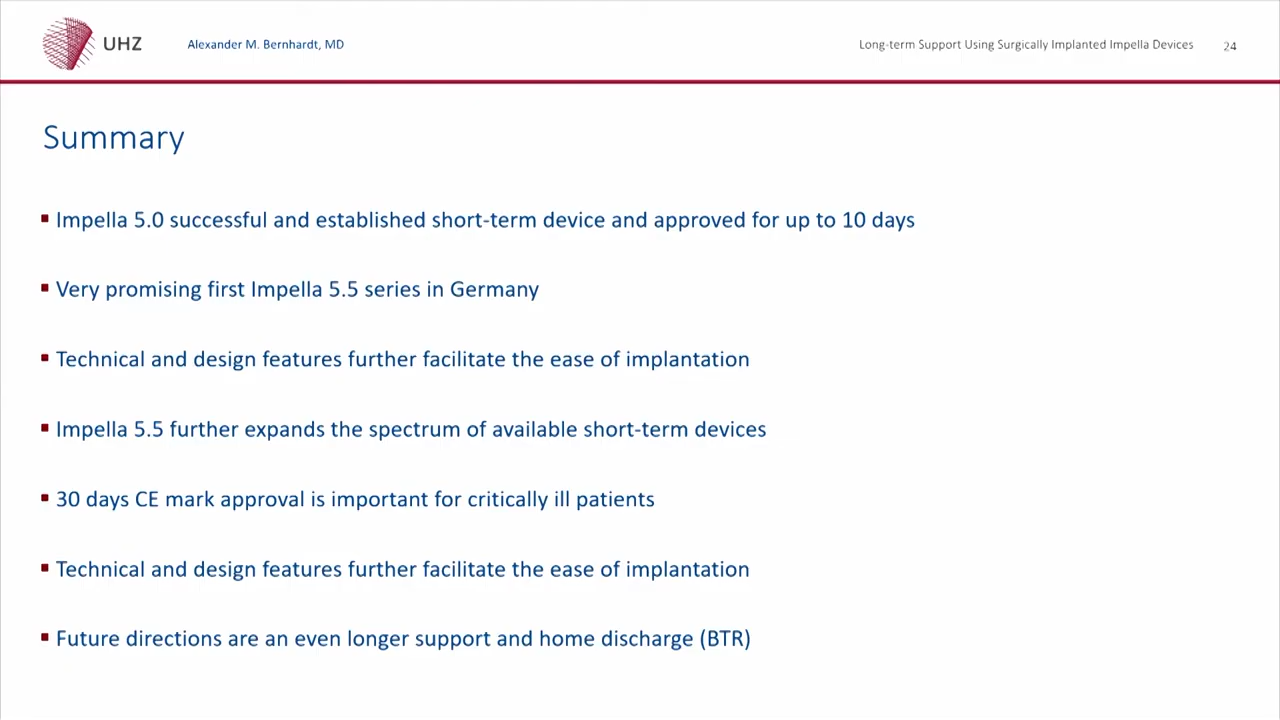 UHZ
Alexander M. Bernhardt, MD
Long-term Support Using Surgically Implanted Impella Devices
24
Summary
Impella 5.0 successful and established short-term device and approved for up to 10 days
Very promising first Impella 5.5 series in Germany
Technical and design features further facilitate the ease of implantation
Impella 5.5 further expands the spectrum of available short-term devices
30 days CE mark approval is important for critically ill patients
Technical and design features further facilitate the ease of implantation
Future directions are an even longer support and home discharge (BTR)